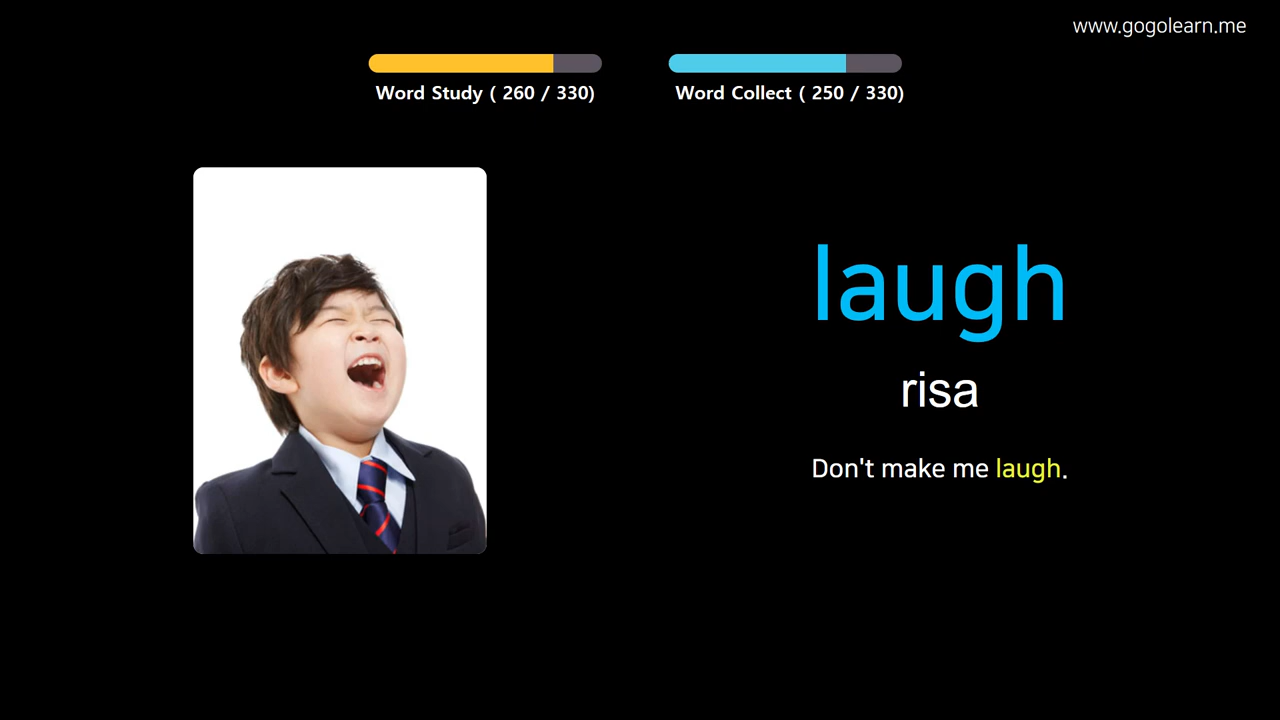 www.gogolearn.me
Word Study ( 260 / 330)
Word Collect ( 250 / 330)
laugh
risa
Don't make me laugh.